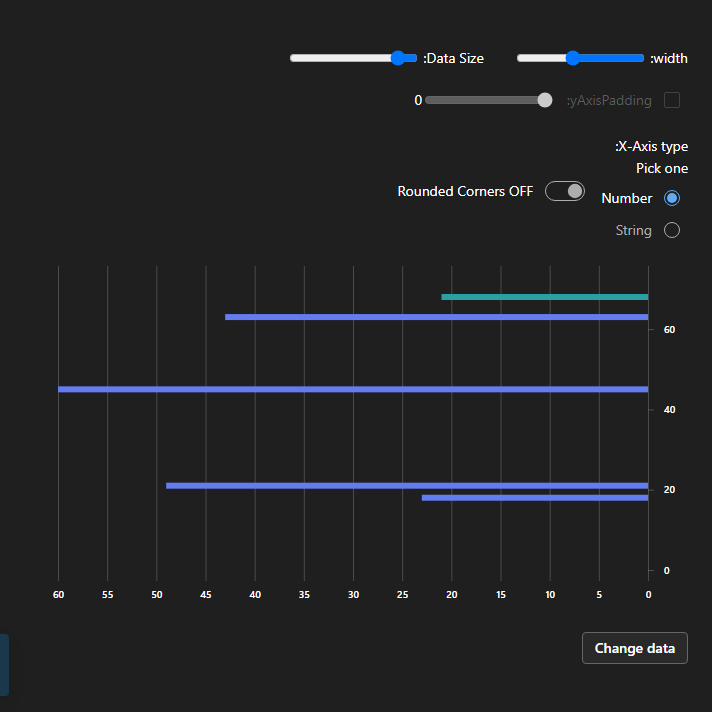 :width
:Data Size
:yAxisPadding
0
:X-Axis type
Pick one
Number
String
Rounded Corners OFF
60
40
20
0
60 55 50 45 40 35 30 25 20 15 10 5 0
Change data